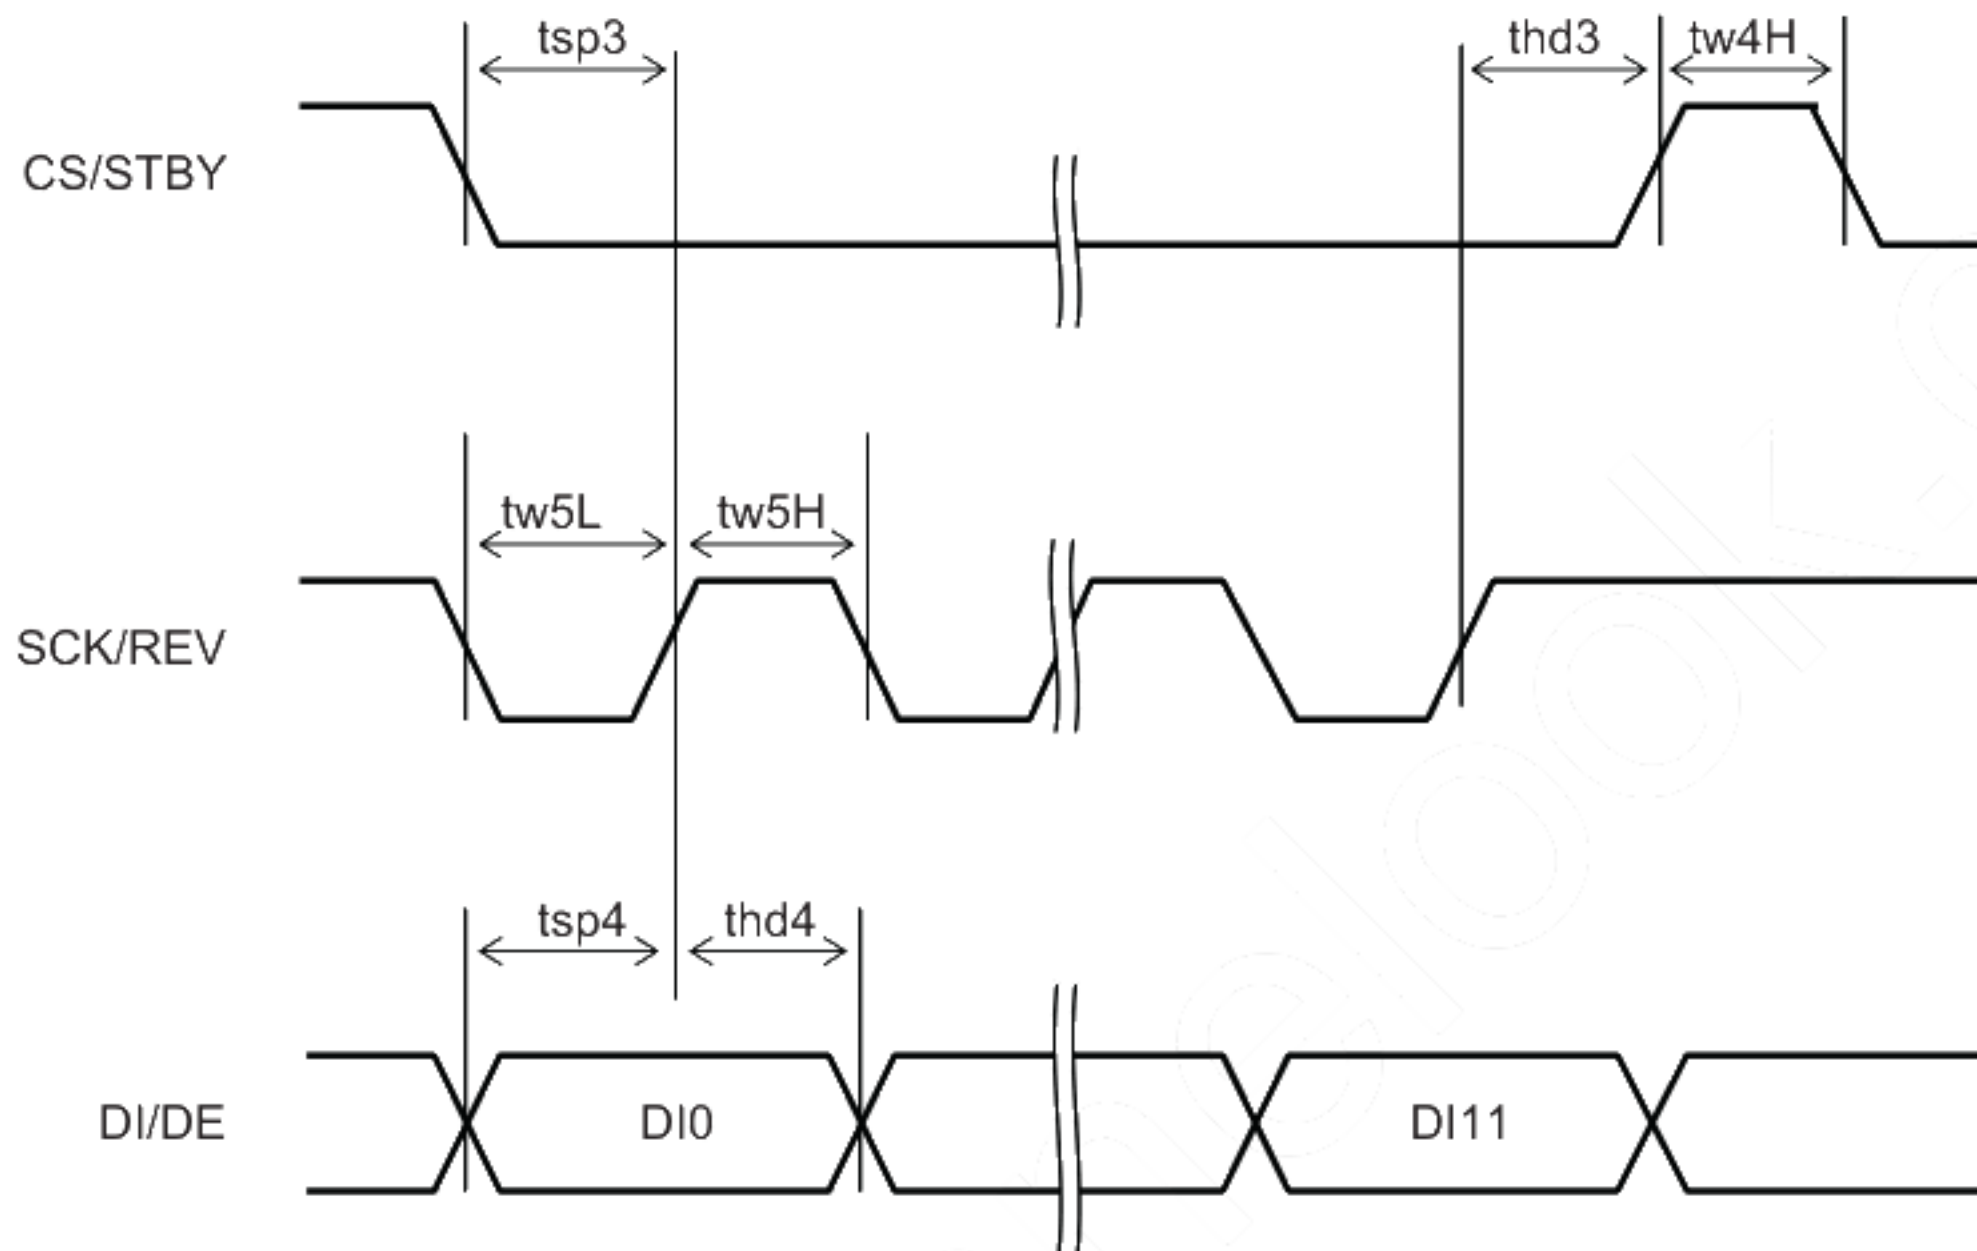 tsp3 thd3 tw4H
CS/STBY
tw5L tw5H
SCK/REV
tsp4 thd4
DI/DE DI0 DI11